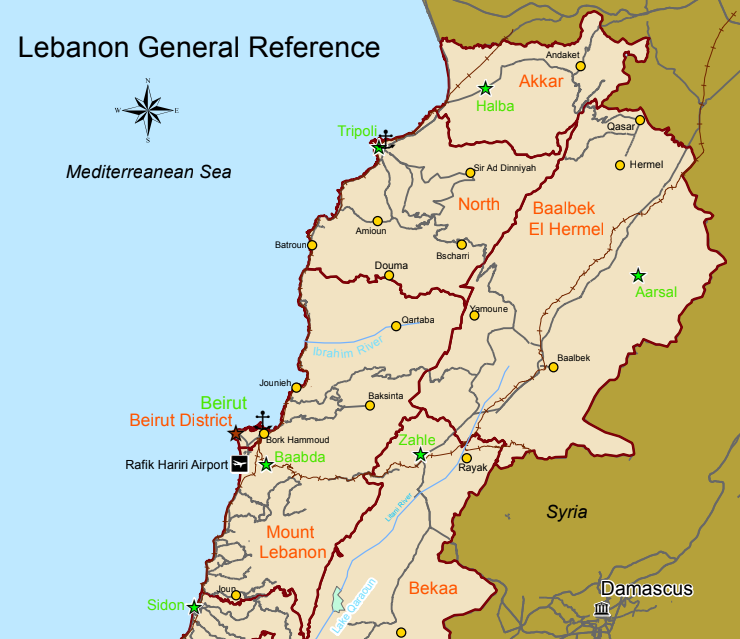 Lebanon General Reference
N
W
E
S
Mediterreanean Sea
Andaket
Akkar
Halba
Tripoli
Qasar
Hermel
Sir Ad Dinniyah
North
Baalbek
El Hermel
Amioun
Batroun
Bscharri
Douma
Aarsal
Yamoune
Qartaba
Ibrahim River
Baalbek
Jounieh
Baksinta
Beirut
Beirut District
Bork Hammoud
Zahle
Baabda
Rafik Hariri Airport
Rayak
Litani River
Syria
Mount
Lebanon
Bekaa
Damascus
Joun
Sidon
Lake Qaraoun